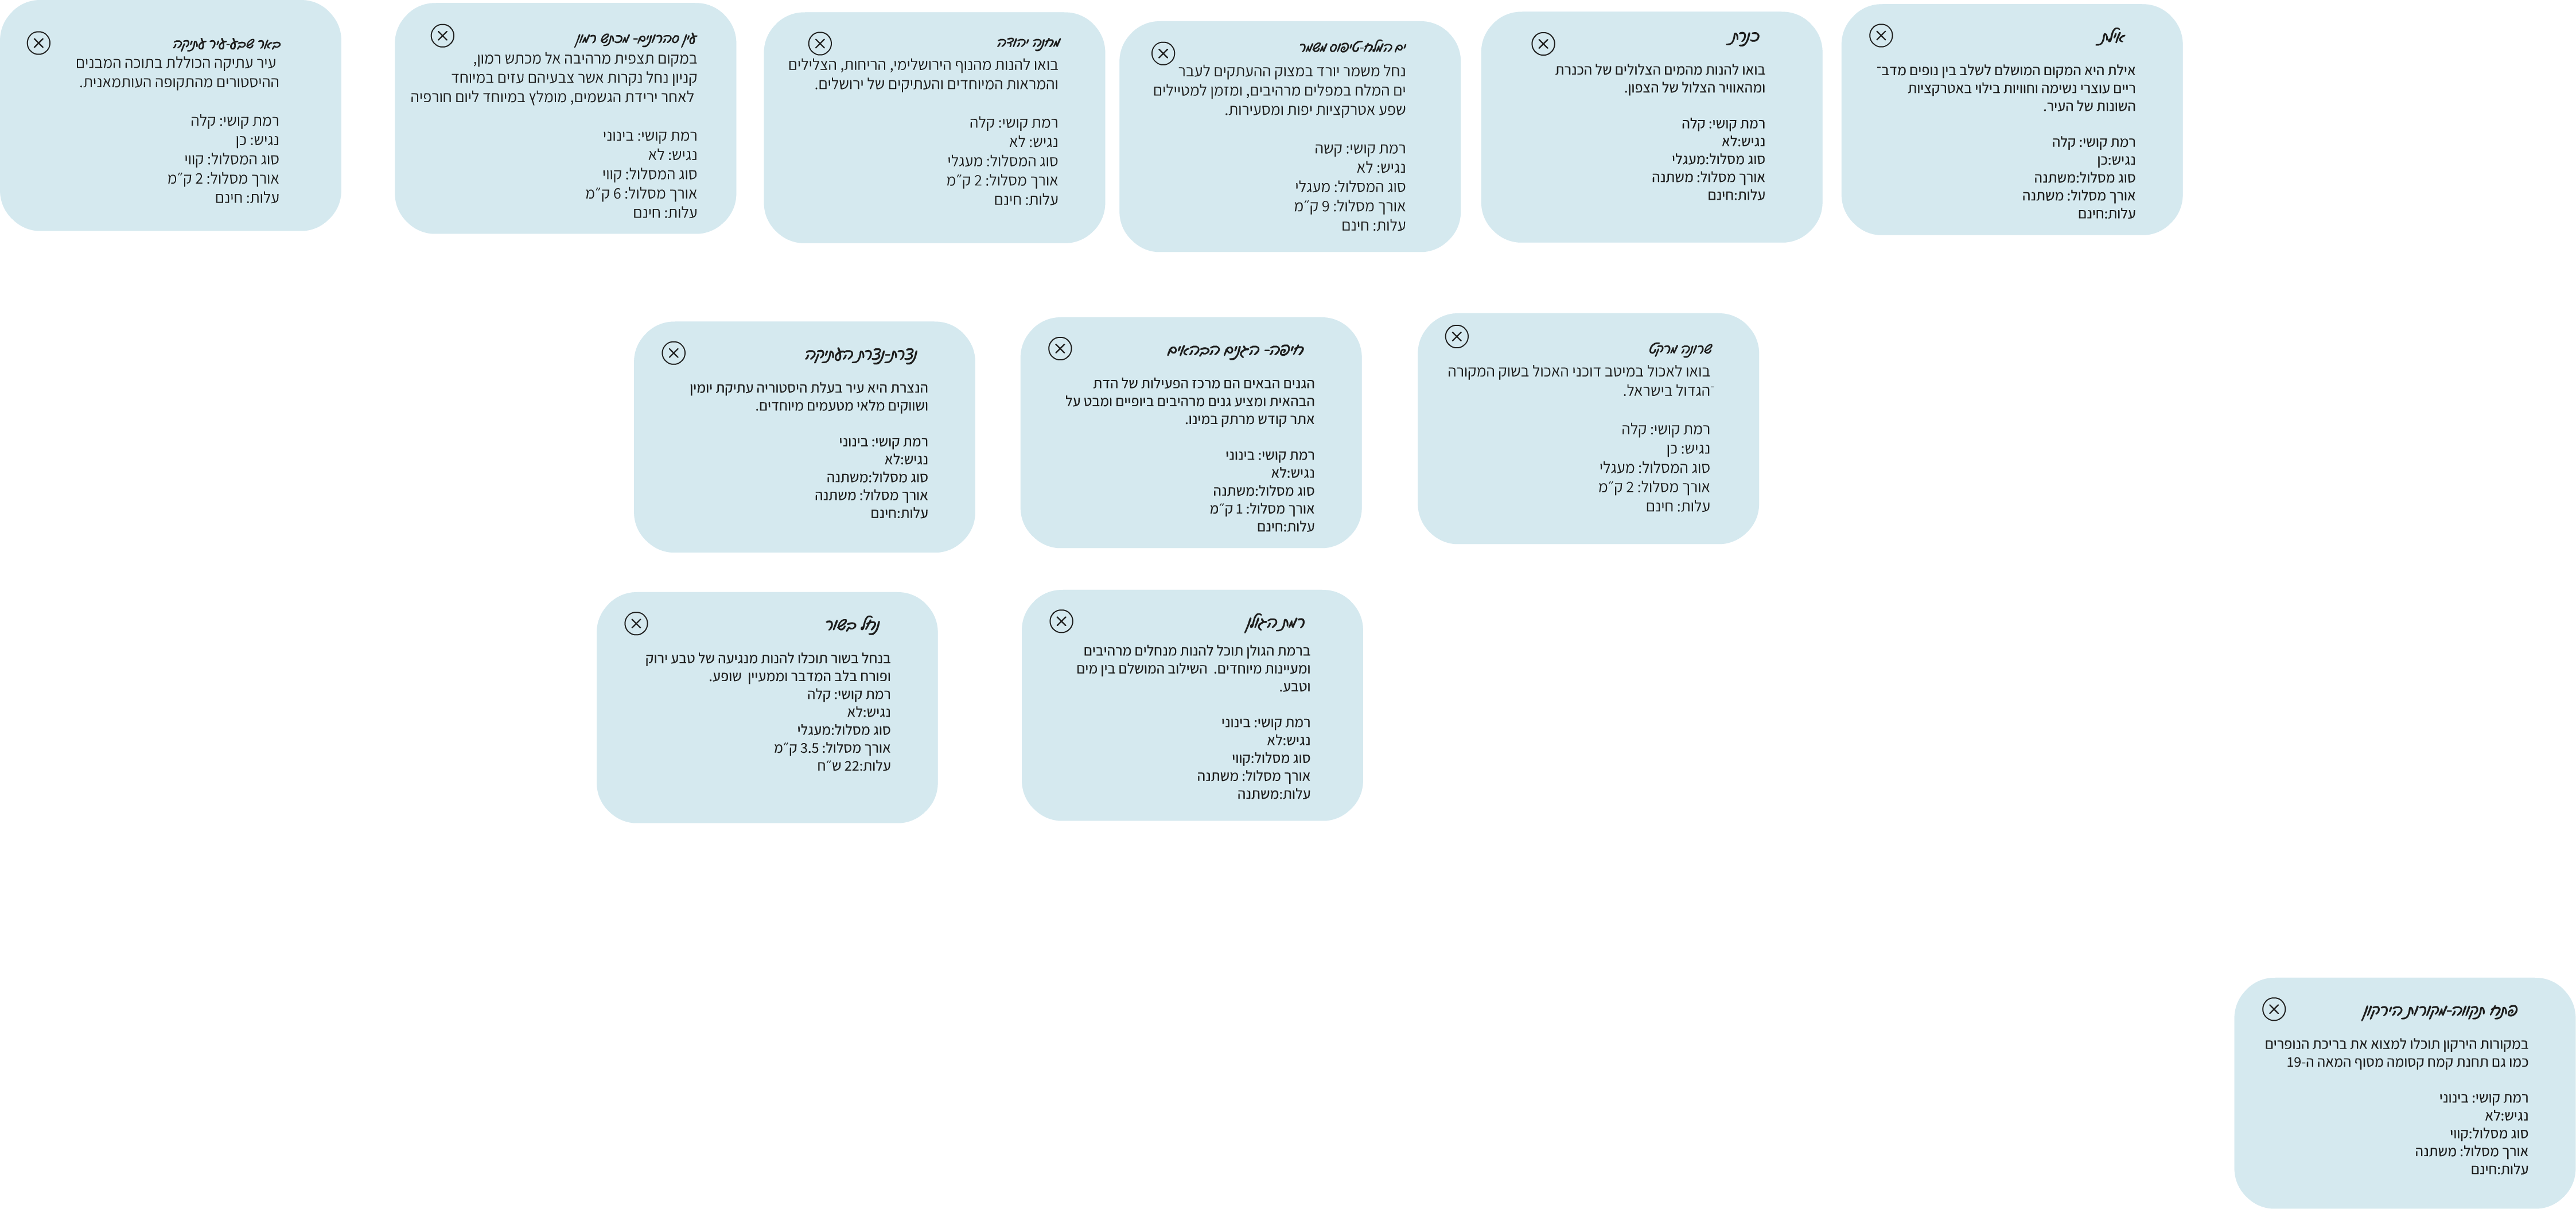 אילת
אילת היא המקום המושלם לשלב בין נופים מדב־
ריים עוצרי נשימה וחוויות בילוי באטרקציות
השונות של העיר.
רמת קושי: קלה
נגיש:כן
סוג מסלול:משתנה
אורך מסלול: משתנה
עלות:חינם
כנרת
בואו להנות מהמים הצלולים של הכנרת
ומהאוויר הצלול של הצפון.
רמת קושי: קלה
נגיש:לא
סוג מסלול:מעגלי
אורך מסלול: משתנה
עלות:חינם
ים המלח-טיפוס משמר
נחל משמר יורד במצוק ההעתקים לעבר
ים המלח במפלים מרהיבים, ומזמן למטיילים
שפע אטרקציות יפות ומסעירות.
רמת קושי: קשה
נגיש: לא
סוג המסלול: מעגלי
אורך מסלול: 9 ק״מ
עלות: חינם
מחנה יהודה
בואו להנות מהנוף הירושלימי, הריחות, הצלילים
והמראות המיוחדים והעתיקים של ירושלים.
רמת קושי: קלה
נגיש: לא
סוג המסלול: מעגלי
אורך מסלול: 2 ק״מ
עלות: חינם
עין סהרונים- מכתש רמון
במקום תצפית מרהיבה אל מכתש רמון,
קניון נחל נקרות אשר צבעיהם עזים במיוחד
לאחר ירידת הגשמים, מומלץ במיוחד ליום חורפיה
רמת קושי: בינוני
נגיש: לא
סוג המסלול: קווי
אורך מסלול: 6 ק״מ
עלות: חינם
באר שבע-עיר עתיקה
עיר עתיקה הכוללת בתוכה המבנים
ההיסטורים מהתקופה העותמאנית.
רמת קושי: קלה
נגיש: כן
סוג המסלול: קווי
אורך מסלול: 2 ק״מ
עלות: חינם
שרונה מרקט
בואו לאכול במיטב דוכני האכול בשוק המקורה
־הגדול בישראל.
רמת קושי: קלה
נגיש: כן
סוג המסלול: מעגלי
אורך מסלול: 2 ק״מ
עלות: חינם
חיפה- הגנים הבהאים
הגנים הבאים הם מרכז הפעילות של הדת
הבהאית ומציע גנים מרהיבים ביופיים ומבט על
אתר קודש מרתק במינו.
רמת קושי: בינוני
נגיש:לא
סוג מסלול:משתנה
אורך מסלול: 1 ק״מ
עלות:חינם
נצרת-נצרת העתיקה
הנצרת היא עיר בעלת היסטוריה עתיקת יומין
ושווקים מלאי מטעמים מיוחדים.
רמת קושי: בינוני
נגיש:לא
סוג מסלול:משתנה
אורך מסלול: משתנה
עלות:חינם
רמת הגולן
ברמת הגולן תוכל להנות מנחלים מרהיבים
ומעיינות מיוחדים. השילוב המושלם בין מים
וטבע.
רמת קושי: בינוני
נגיש:לא
סוג מסלול:קווי
אורך מסלול: משתנה
עלות:משתנה
נחל בשור
בנחל בשור תוכלו להנות מנגיעה של טבע ירוק
ופורח בלב המדבר וממעיין שופע.
רמת קושי: קלה
נגיש:לא
סוג מסלול:מעגלי
אורך מסלול: 3.5 ק״מ
עלות:22 ש״ח
פתח תקווה-מקורות הירקון
במקורות הירקון תוכלו למצוא את בריכת הנופרים
כמו גם תחנת קמח קסומה מסוף המאה ה-19
רמת קושי: בינוני
נגיש:לא
סוג מסלול:קווי
אורך מסלול: משתנה
עלות:חינם